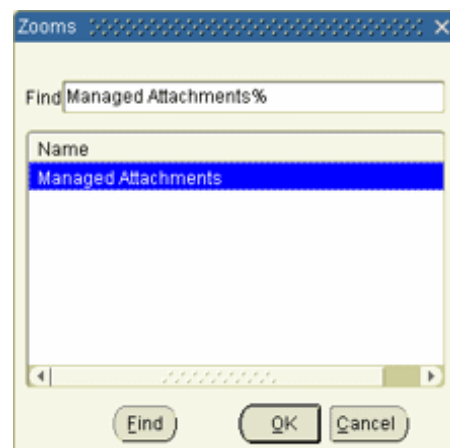 Zooms
Find Managed Attachments%
Name
Managed Attachments
Find OK Cancel